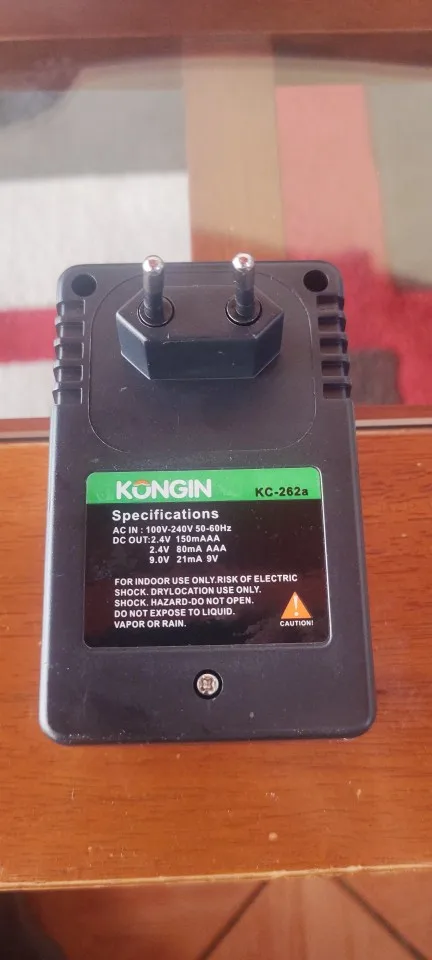 KONGIN KC-262a
Specifications
AC IN : 100V-240V 50-60Hz
DC OUT:2.4V 150mAAA
2.4V 80mA AAA
9.0V 21mA 9V
FOR INDOOR USE ONLY.RISK OF ELECTRIC
SHOCK. DRYLOCATION USE ONLY.
SHOCK. HAZARD-DO NOT OPEN.
DO NOT EXPOSE TO LIQUID.
VAPOR OR RAIN.
CAUTION!